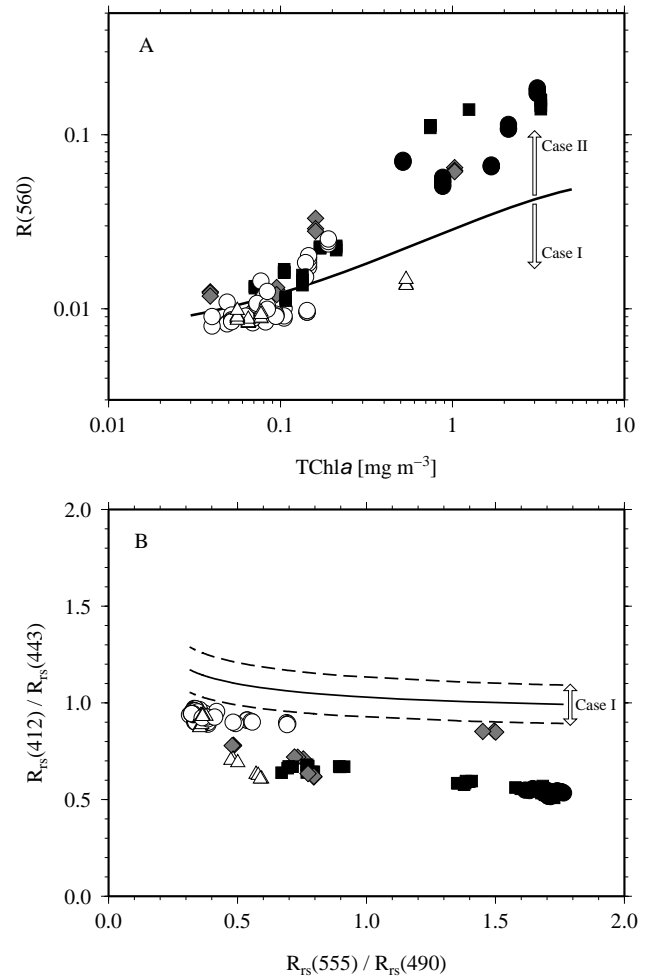 A
R(560)
0.1
0.01
Case II
Case I
0.01
0.1
1
10
TChla [mg m⁻³]
B
R_rs(412) / R_rs(443)
2.0
1.5
1.0
0.5
0.0
Case I
0.0
0.5
1.0
1.5
2.0
R_rs(555) / R_rs(490)